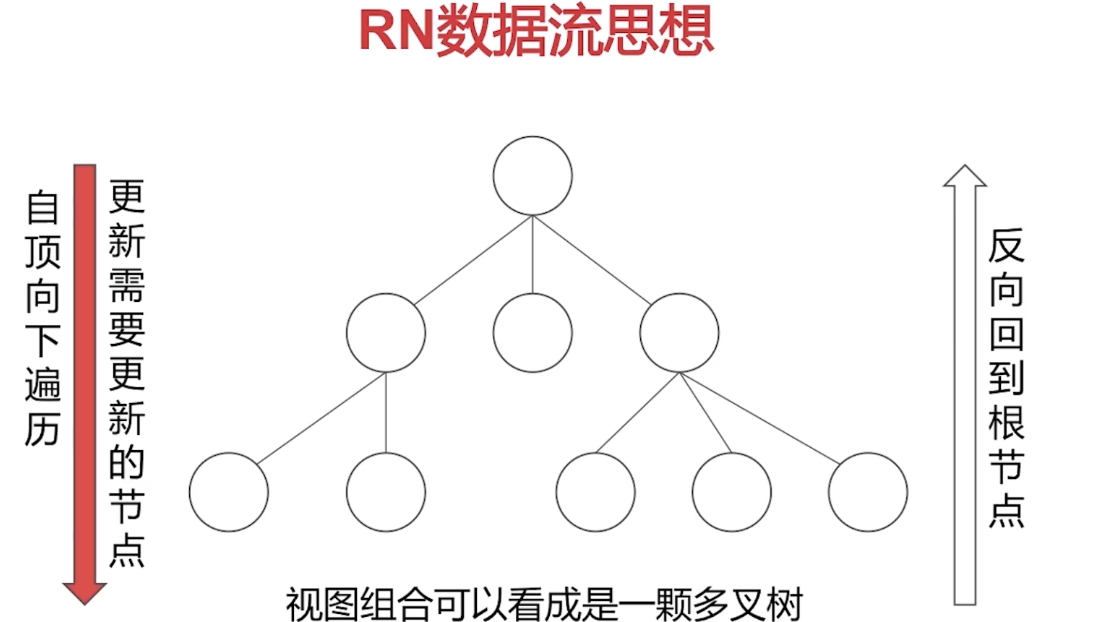 RN数据流思想
自顶向下遍历
更新需要更新的节点
反向回到根节点
视图组合可以看成是一颗多叉树